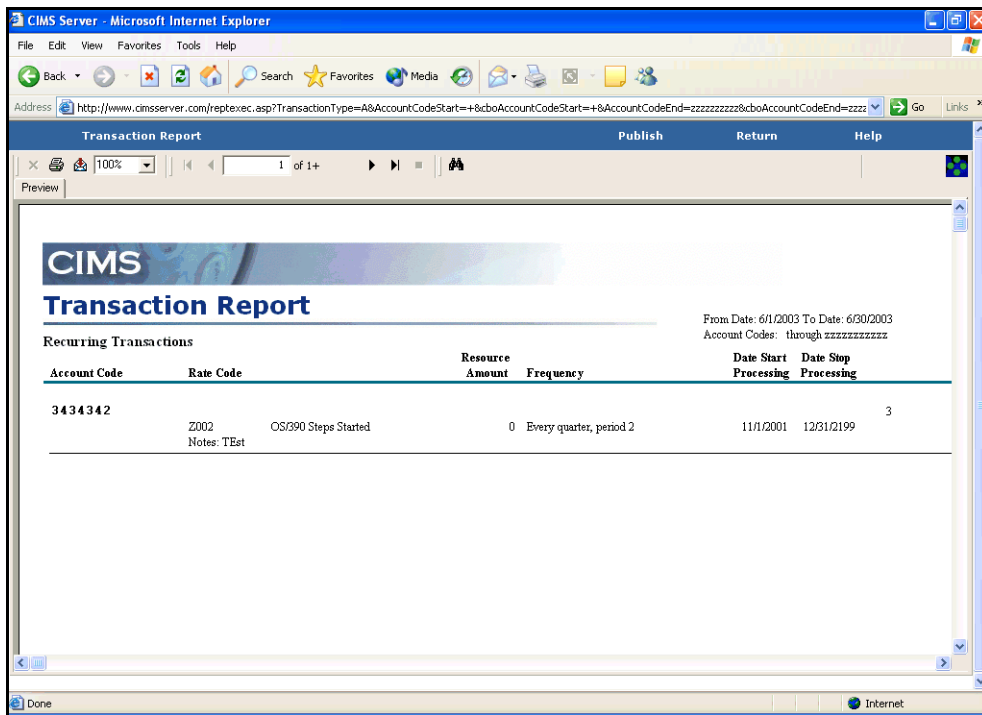 CIMS Server - Microsoft Internet Explorer
File Edit View Favorites Tools Help
Back Search Favorites Media
Address http://www.cimsserver.com/reptexec.asp?TransactionType=A&AccountCodeStart=+&cboAccountCodeStart=+&AccountCodeEnd=zzzzzzzzzz&cboAccountCodeEnd=zzzz Go Links »
Transaction Report Publish Return Help
100% 1 of 1+
Preview
CIMS
Transaction Report
From Date: 6/1/2003 To Date: 6/30/2003
Account Codes: through zzzzzzzzzzzz
Recurring Transactions
Account Code Rate Code Resource Amount Frequency Date Start Processing Date Stop Processing
3434342 3
Z002 OS/390 Steps Started 0 Every quarter, period 2 11/1/2001 12/31/2199
Notes: TEst
Done Internet